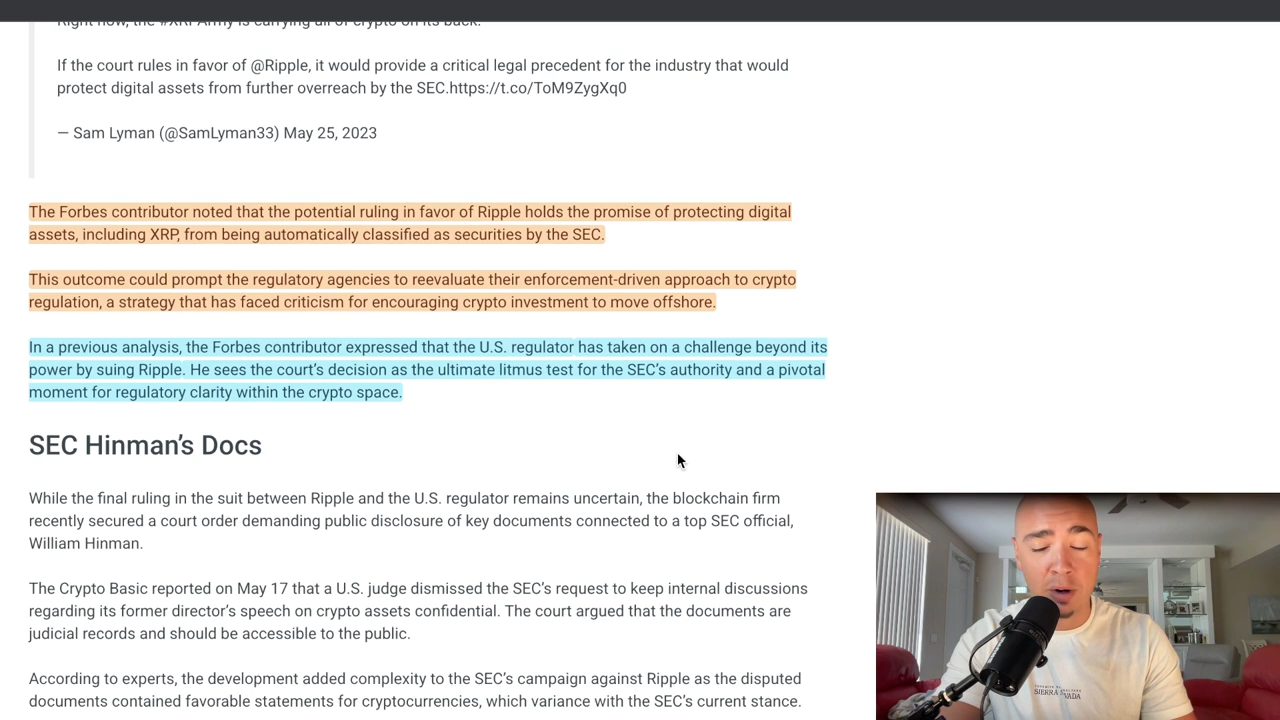 Right now, the #XRPArmy is carrying all of crypto on its back.
If the court rules in favor of @Ripple, it would provide a critical legal precedent for the industry that would
protect digital assets from further overreach by the SEC.https://t.co/ToM9ZygXq0
— Sam Lyman (@SamLyman33) May 25, 2023
The Forbes contributor noted that the potential ruling in favor of Ripple holds the promise of protecting digital
assets, including XRP, from being automatically classified as securities by the SEC.
This outcome could prompt the regulatory agencies to reevaluate their enforcement-driven approach to crypto
regulation, a strategy that has faced criticism for encouraging crypto investment to move offshore.
In a previous analysis, the Forbes contributor expressed that the U.S. regulator has taken on a challenge beyond its
power by suing Ripple. He sees the court’s decision as the ultimate litmus test for the SEC’s authority and a pivotal
moment for regulatory clarity within the crypto space.
SEC Hinman’s Docs
While the final ruling in the suit between Ripple and the U.S. regulator remains uncertain, the blockchain firm
recently secured a court order demanding public disclosure of key documents connected to a top SEC official,
William Hinman.
The Crypto Basic reported on May 17 that a U.S. judge dismissed the SEC’s request to keep internal discussions
regarding its former director’s speech on crypto assets confidential. The court argued that the documents are
judicial records and should be accessible to the public.
According to experts, the development added complexity to the SEC’s campaign against Ripple as the disputed
documents contained favorable statements for cryptocurrencies, which variance with the SEC’s current stance.